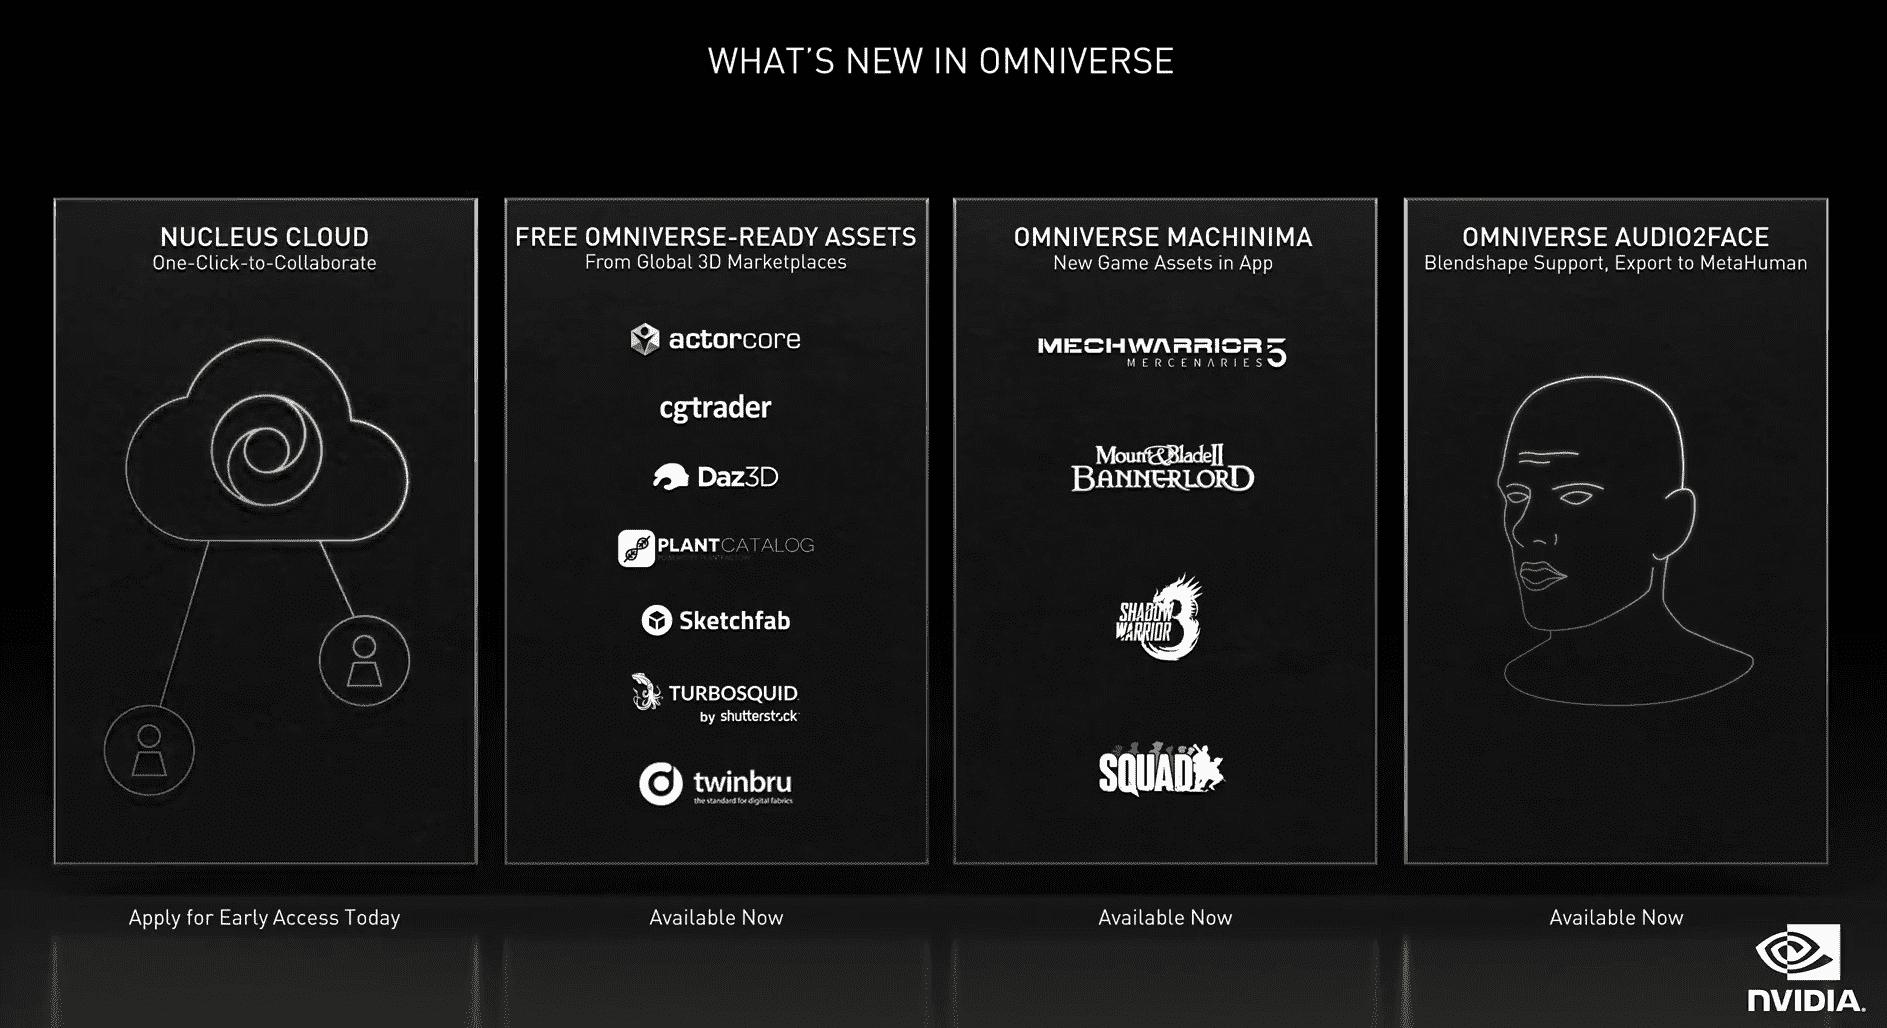 WHAT'S NEW IN OMNIVERSE
NUCLEUS CLOUD
One-Click-to-Collaborate
Apply for Early Access Today
FREE OMNIVERSE-READY ASSETS
From Global 3D Marketplaces
actorcore
cgtrader
Daz3D
PLANTCATALOG
Sketchfab
TURBOSQUID
by shutterstock
twinbru
the standard for digital fabrics
Available Now
OMNIVERSE MACHINIMA
New Game Assets in App
MECHWARRIOR 5
MERCENARIES
Mount&Blade II
BANNERLORD
SHADOW
WARRIOR 3
SQUAD
Available Now
OMNIVERSE AUDIO2FACE
Blendshape Support, Export to MetaHuman
Available Now
NVIDIA.